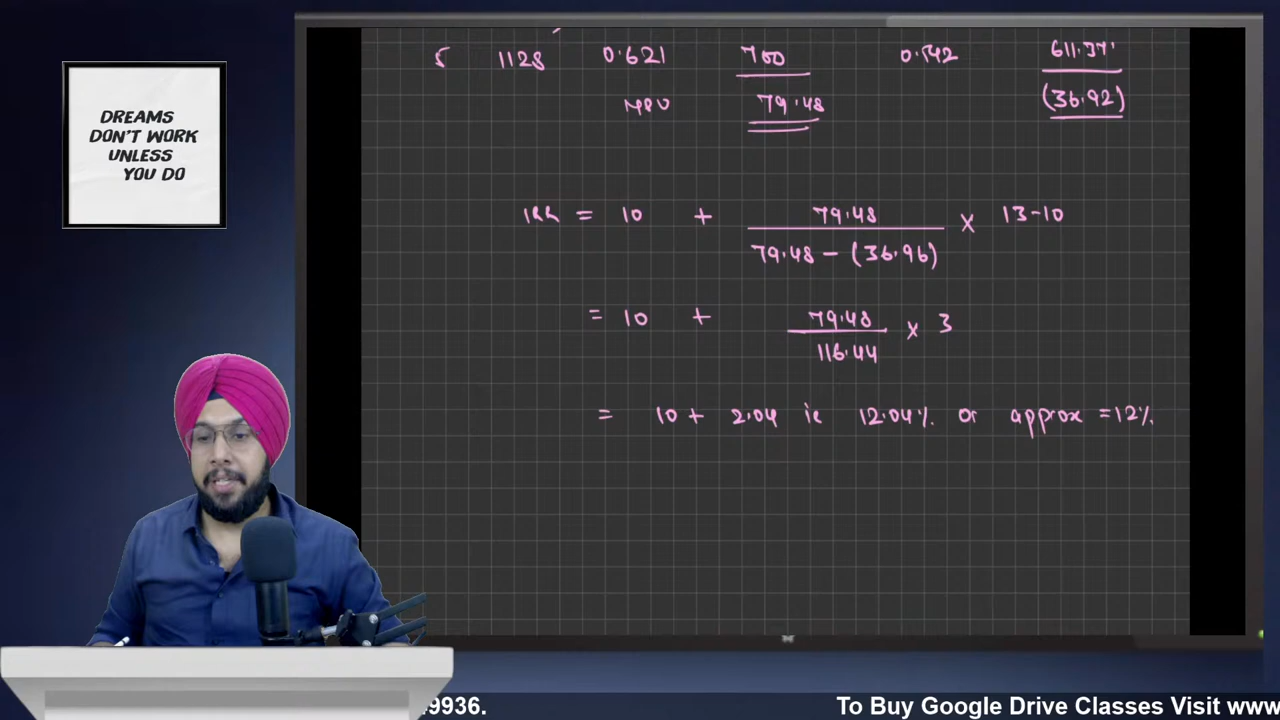 DREAMS
DON'T WORK
UNLESS
YOU DO
5 1128 0.621 700 0.542 611.37
NPV 79.48 (36.92)
IRR = 10 + 79.48 / 79.48 - (36.96) × 13-10
= 10 + 79.48 / 116.44 × 3
= 10 + 2.04 ie 12.04% or approx = 12%
9936. To Buy Google Drive Classes Visit www